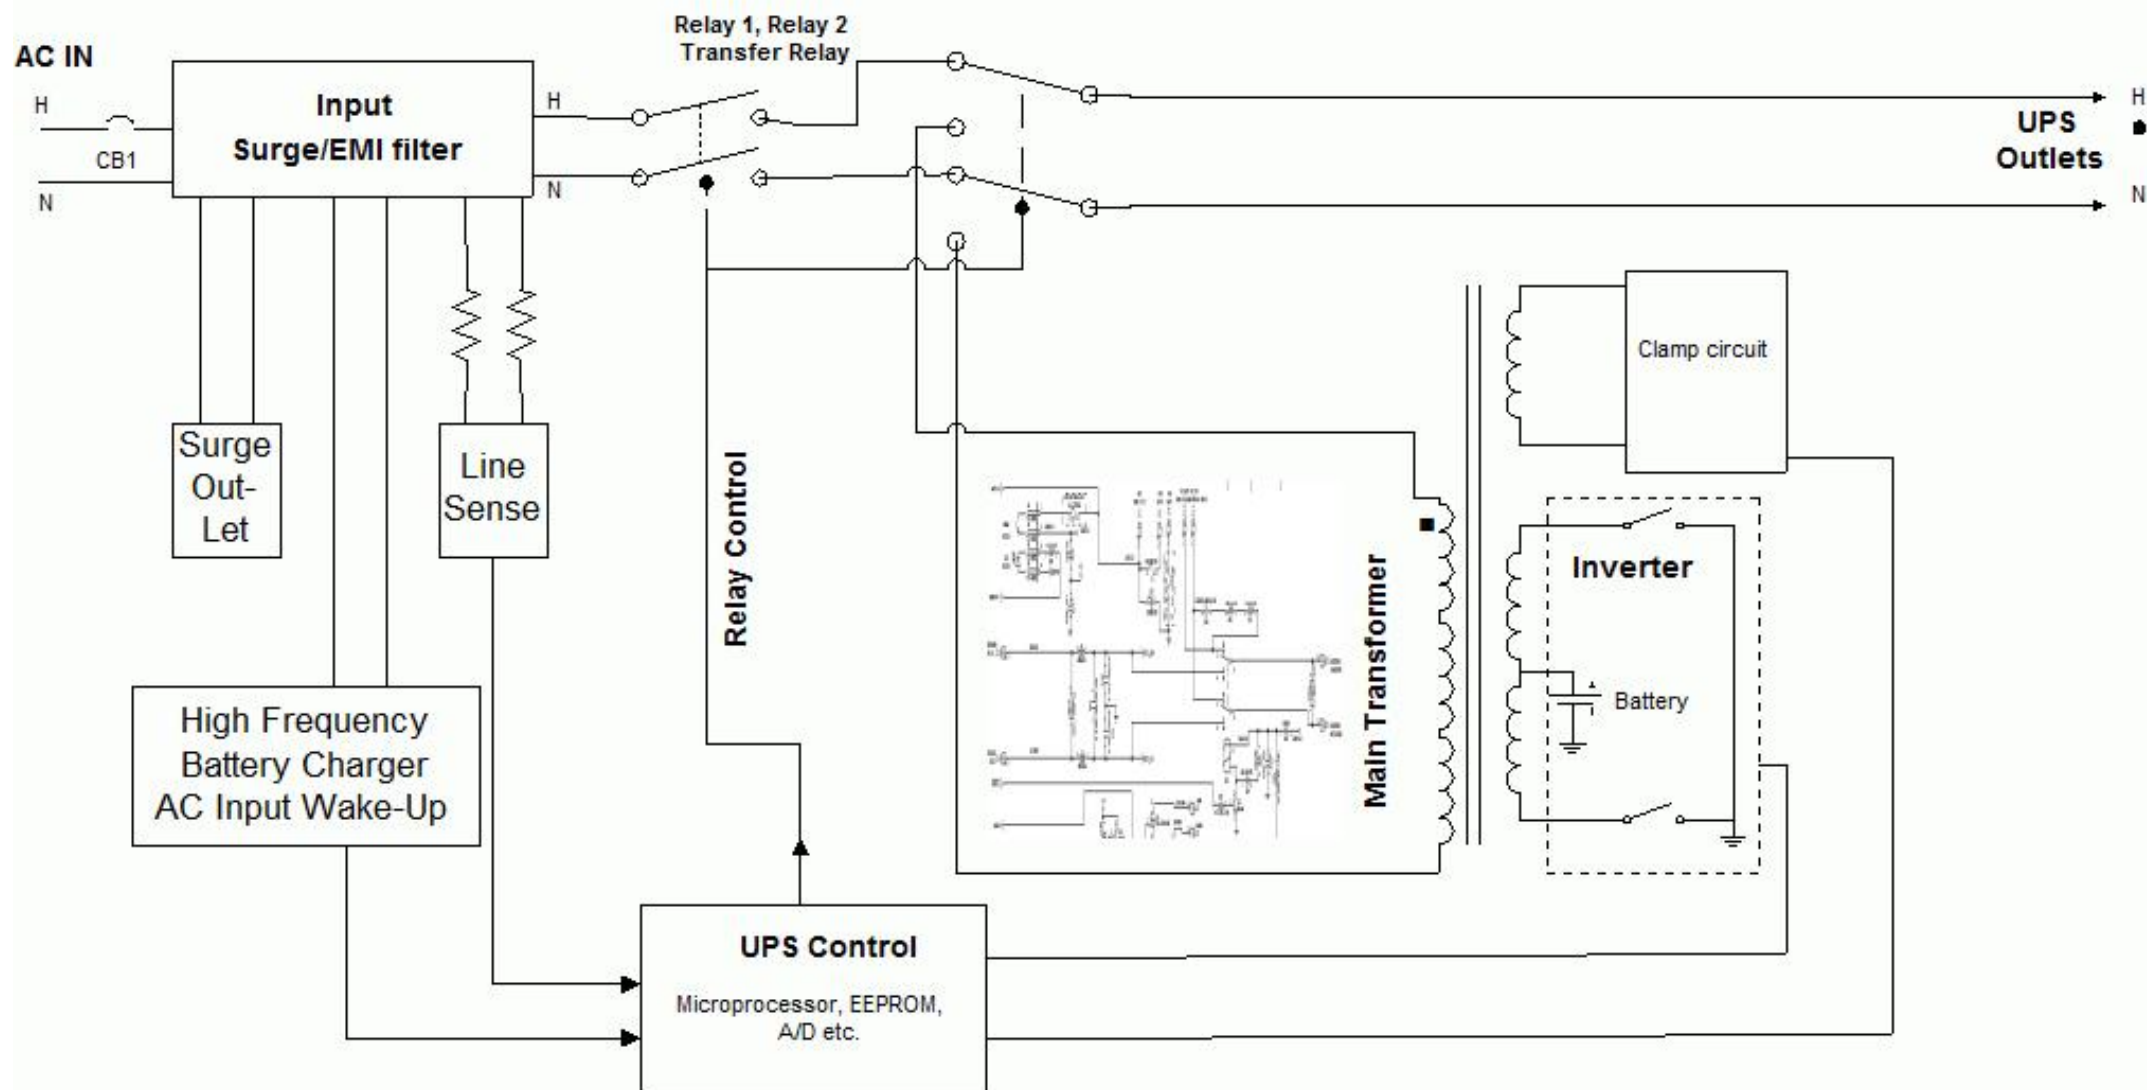 Relay 1, Relay 2
Transfer Relay
AC IN
H
CB1
N
Input
Surge/EMI filter
H
N
H
UPS
Outlets
N
Clamp circuit
Surge
Out-
Let
Line
Sense
Relay Control
Main Transformer
Inverter
Battery
High Frequency
Battery Charger
AC Input Wake-Up
UPS Control
Microprocessor, EEPROM,
A/D etc.